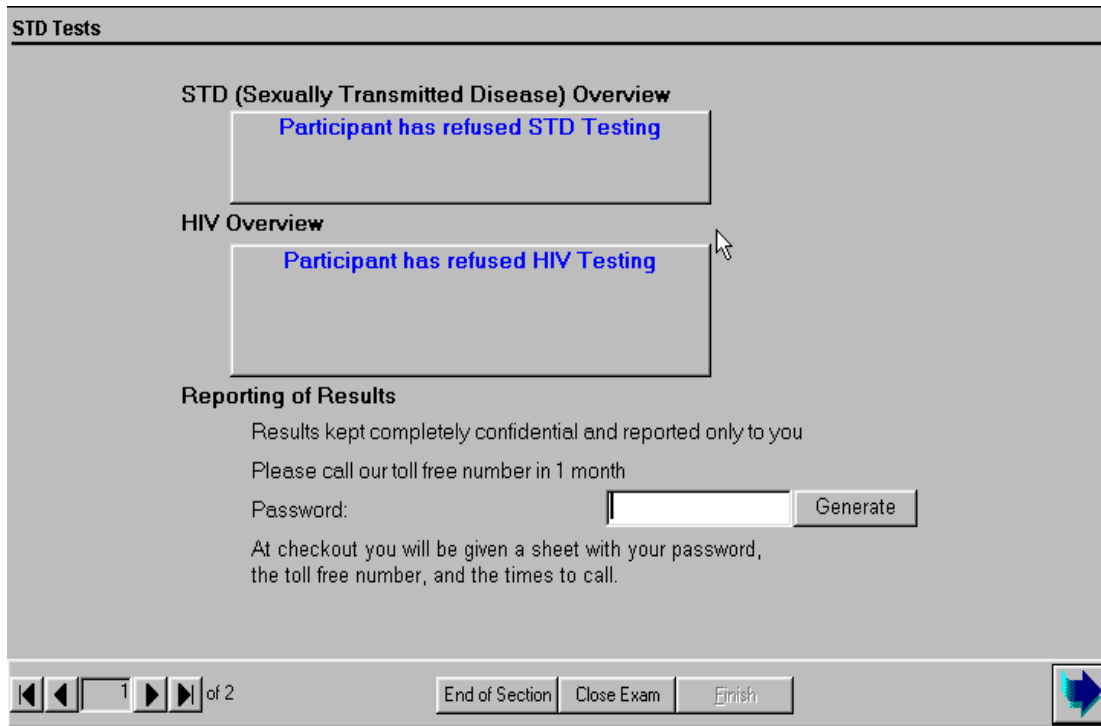 STD Tests
STD (Sexually Transmitted Disease) Overview
Participant has refused STD Testing
HIV Overview
Participant has refused HIV Testing
Reporting of Results
Results kept completely confidential and reported only to you
Please call our toll free number in 1 month
Password:
Generate
At checkout you will be given a sheet with your password,
the toll free number, and the times to call.
1 of 2
End of Section
Close Exam
Finish